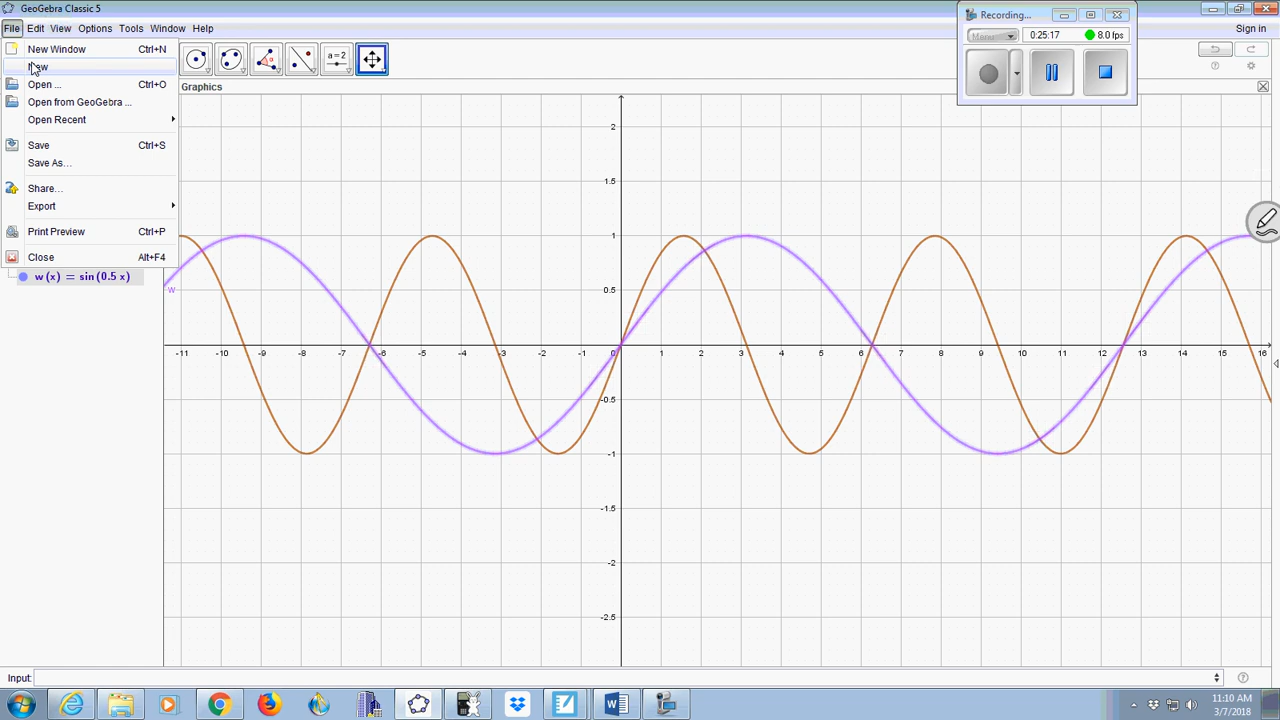 GeoGebra Classic 5
File Edit View Options Tools Window Help
Sign in
New Window Ctrl+N
Open ... Ctrl+O
Open from GeoGebra ...
Open Recent
Save Ctrl+S
Save As...
Share...
Export
Print Preview Ctrl+P
Close Alt+F4
a=2
Recording...
Menu
0:25:17 8.0 fps
Graphics
w(x) = sin(0.5 x)
w
2
1.5
1
0.5
-11 -10 -9 -8 -7 -6 -5 -4 -3 -2 -1 0 1 2 3 4 5 6 7 8 9 10 11 12 13 14 15 16
-0.5
-1
-1.5
-2
-2.5
Input:
11:10 AM
3/7/2018